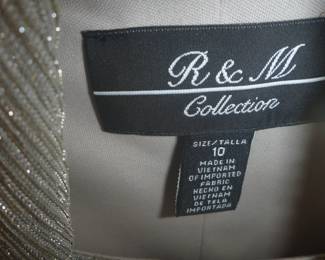 R & M
Collection
SIZE/TALLA
10
MADE IN
VIETNAM
OF IMPORTED
FABRIC
HECHO EN
VIETNAM
DE TELA
IMPORTADA